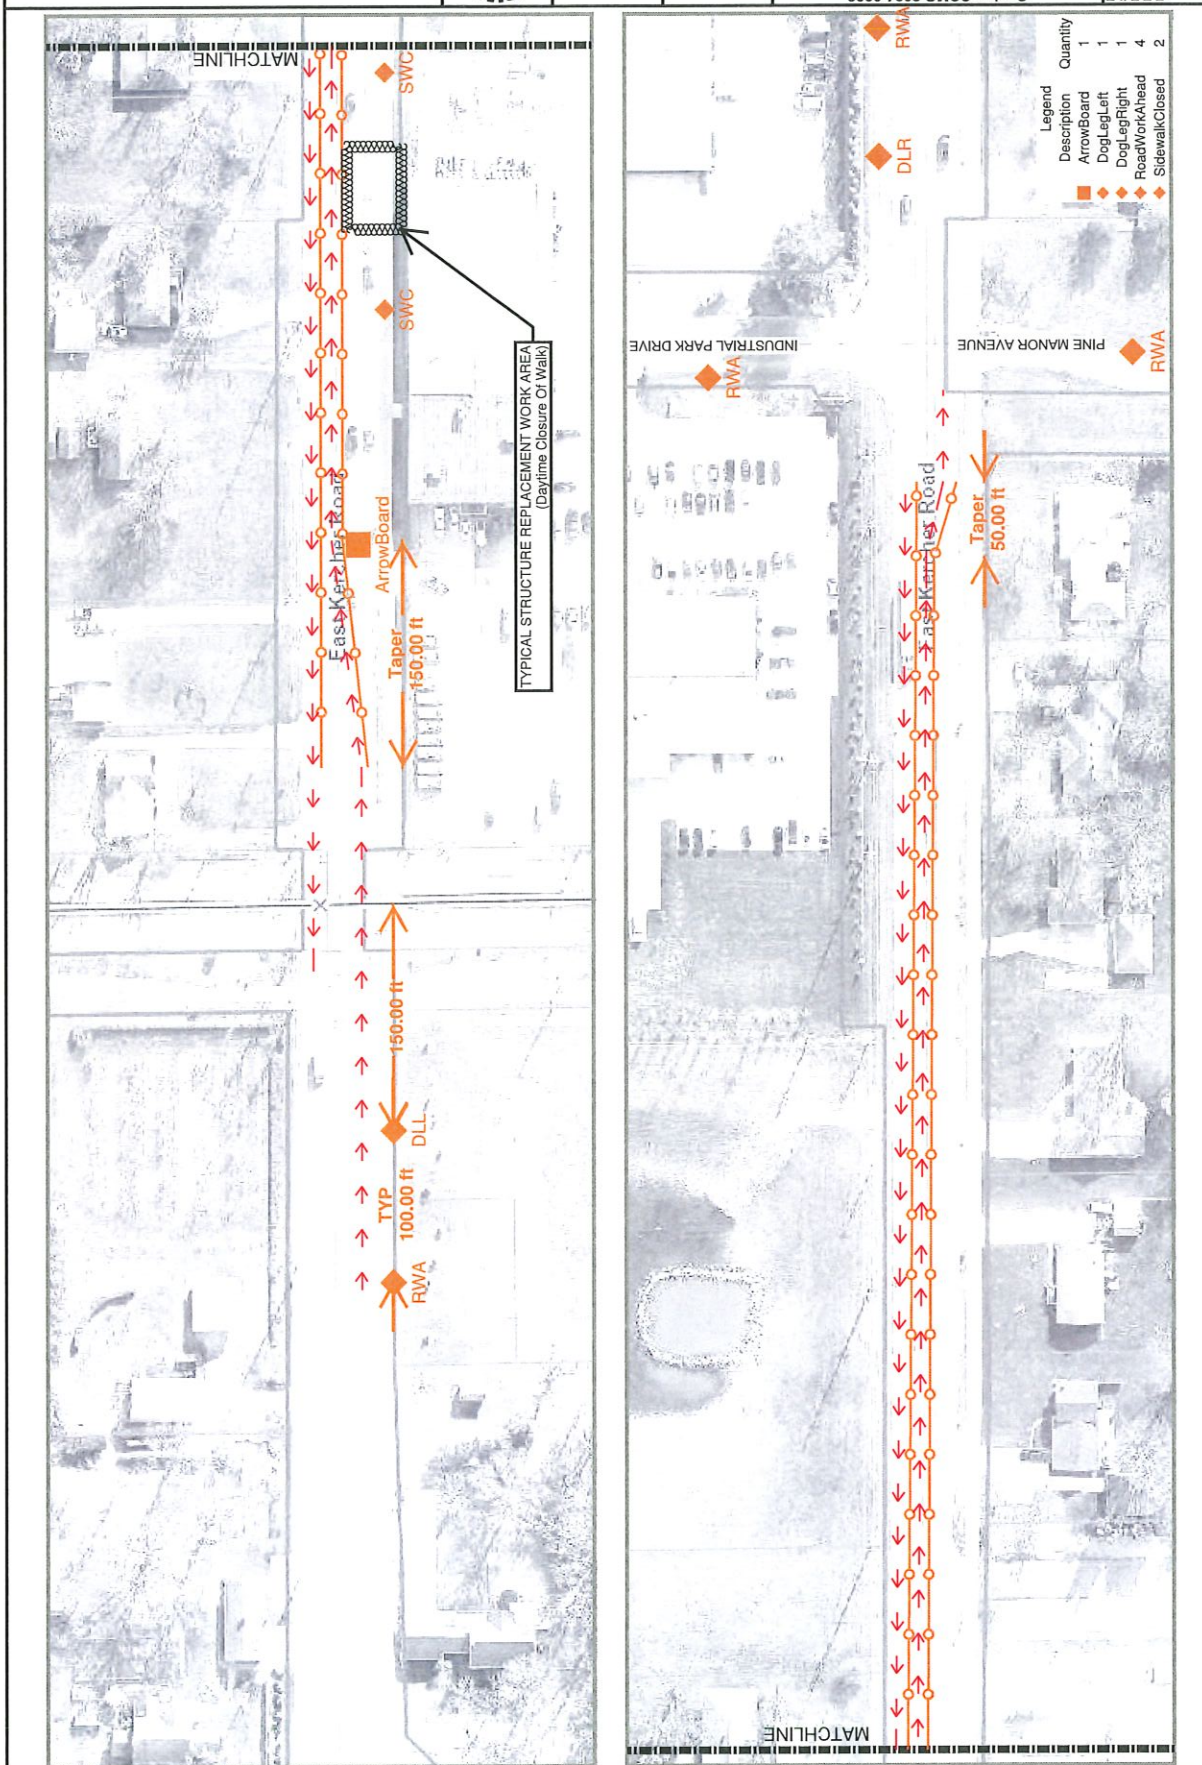 MATCHLINE
SWC
SWC
TYPICAL STRUCTURE REPLACEMENT WORK AREA
(Daytime Closure Of Walk)
East Kercher Road
ArrowBoard
Taper
150.00 ft
150.00 ft
DLL
TYP
100.00 ft
RWA
RWA
DLR
Legend
Description Quantity
ArrowBoard 1
DogLegLeft 1
DogLegRight 1
RoadWorkAhead 4
SidewalkClosed 2
INDUSTRIAL PARK DRIVE
RWA
PINE MANOR AVENUE
RWA
East Kercher Road
Taper
50.00 ft
MATCHLINE